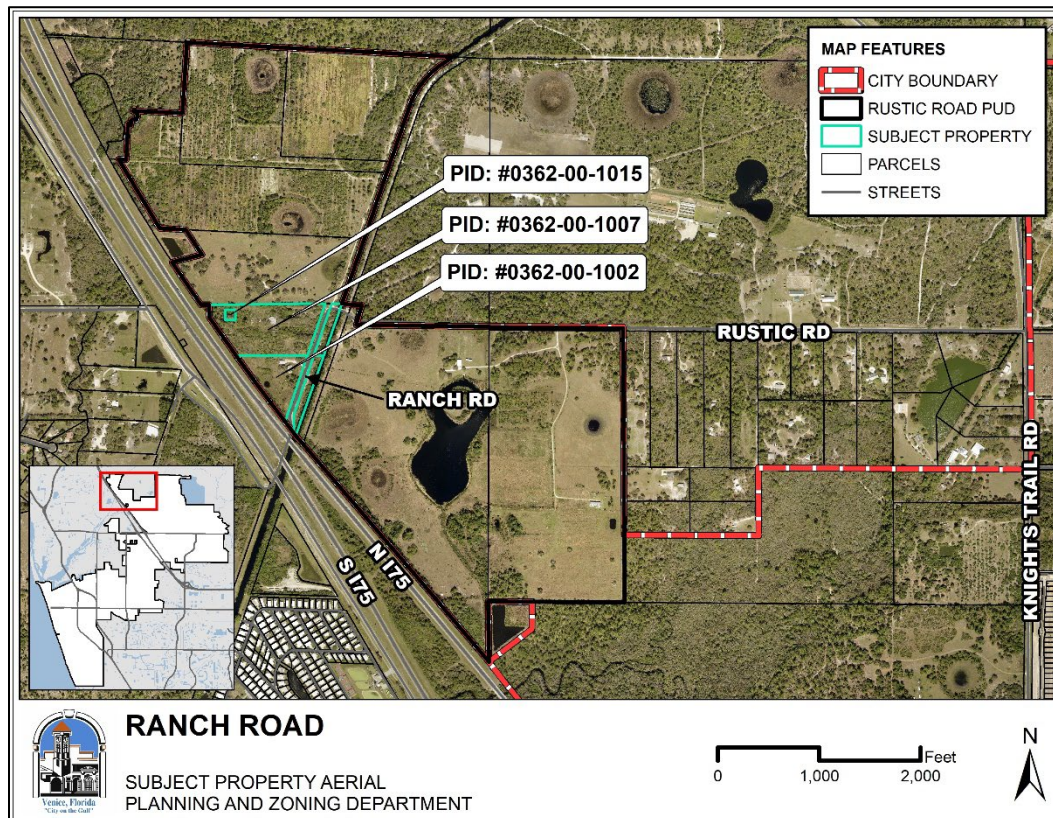 MAP FEATURES
CITY BOUNDARY
RUSTIC ROAD PUD
SUBJECT PROPERTY
PARCELS
STREETS
PID: #0362-00-1015
PID: #0362-00-1007
PID: #0362-00-1002
RUSTIC RD
RANCH RD
KNIGHTS TRAIL RD
N I75
S I75
RANCH ROAD
SUBJECT PROPERTY AERIAL
PLANNING AND ZONING DEPARTMENT
Venice, Florida
"City on the Gulf"
Feet
0 1,000 2,000
N